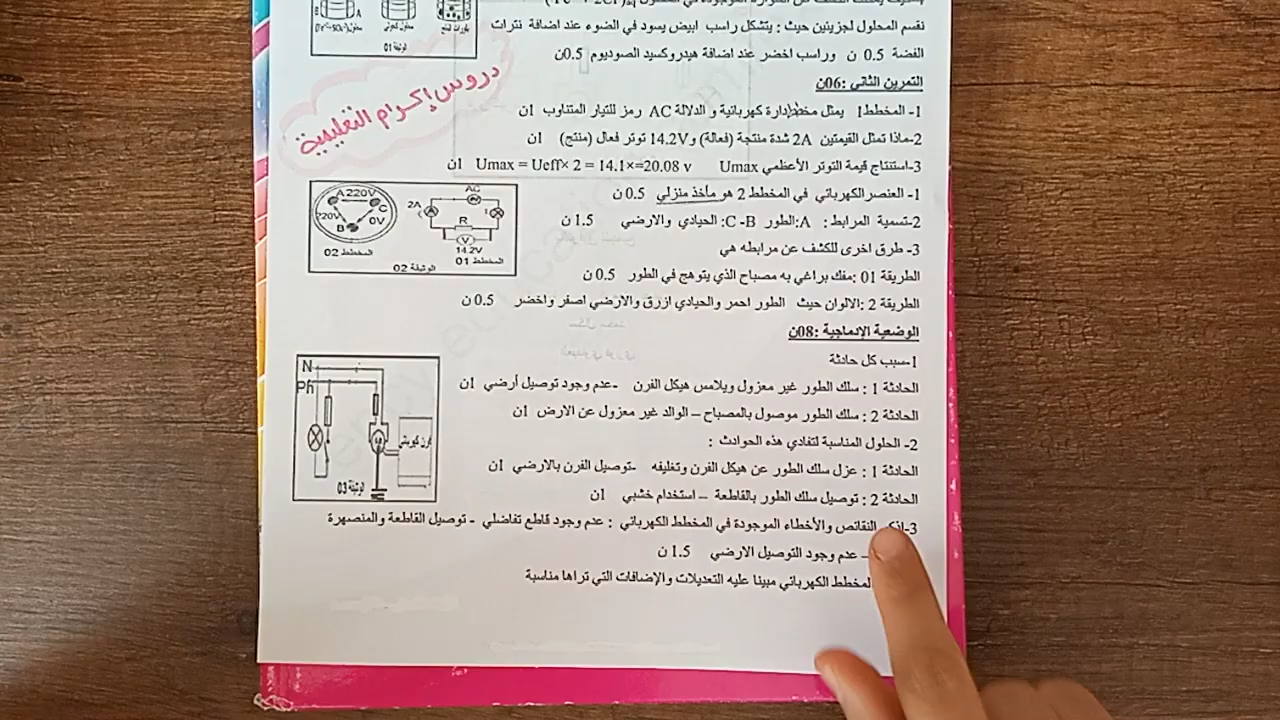 نقسم المحلول لجزيئين حيث : يتشكل راسب ابيض يسود في الضوء عند اضافة نترات
الفضة 0.5 ن وراسب اخضر عند اضافة هيدروكسيد الصوديوم 0.5ن
التمرين الثاني :06ن
1- المخطط1 يمثل مخطط دارة كهربائية و الدلالة AC رمز للتيار المتناوب 1ن
2-ماذا تمثل القيمتين 2A شدة منتجة (فعالة) و14.2V توتر فعال (منتج) 1ن
3-استنتاج قيمة التوتر الأعظمي Umax Umax = Ueff× 2 = 14.1×=20.08 v 1ن
1- العنصر الكهربائي في المخطط 2 هو مأخذ منزلي 0.5 ن
2-تسمية المرابط: A:الطور C -B: الحيادي والارضي 1.5 ن
3- طرق اخرى للكشف عن مرابطه هي
الطريقة 01 :مفك براغي به مصباح الذي يتوهج في الطور 0.5 ن
الطريقة 2 :الالوان حيث الطور احمر والحيادي ازرق والارضي اصفر واخضر 0.5 ن
الوضعية الإدماجية :08ن
1-سبب كل حادثة
الحادثة 1 : سلك الطور غير معزول ويلامس هيكل الفرن -عدم وجود توصيل أرضي 1ن
الحادثة 2 : سلك الطور موصول بالمصباح – الوالد غير معزول عن الارض 1ن
2- الحلول المناسبة لتفادي هذه الحوادث :
الحادثة 1 : عزل سلك الطور عن هيكل الفرن وتغليفه -توصيل الفرن بالارضي 1ن
الحادثة 2 : توصيل سلك الطور بالقاطعة – استخدام خشبي 1ن
3-اذكر النقائص والأخطاء الموجودة في المخطط الكهربائي : عدم وجود قاطع تفاضلي - توصيل القاطعة والمنصهرة
– عدم وجود التوصيل الارضي 1.5 ن
المخطط الكهربائي مبينا عليه التعديلات والإضافات التي تراها مناسبة
B A
محلول كحولي
الوثيقة 01
دروس إكرام التعليمية
A 220V
C
220V 0V
B
المخطط 02
AC
2A
R
V
14.2V
المخطط 01
الوثيقة 02
N
Ph
فرن كهربائي
الوثيقة 03